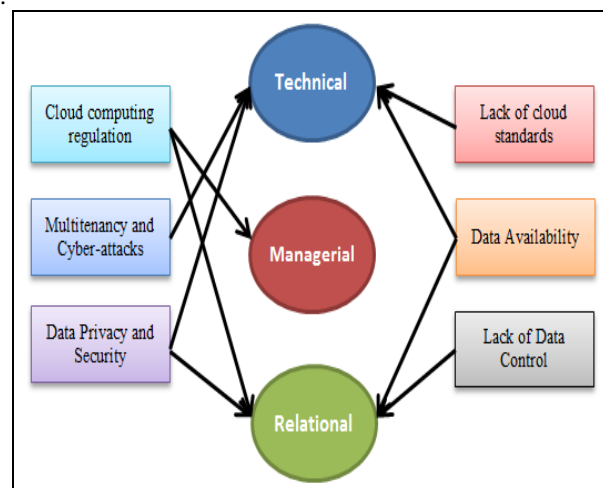 .
Technical
Cloud computing
regulation
Lack of cloud
standards
Multitenancy and
Cyber-attacks
Managerial
Data Availability
Data Privacy and
Security
Lack of Data
Control
Relational